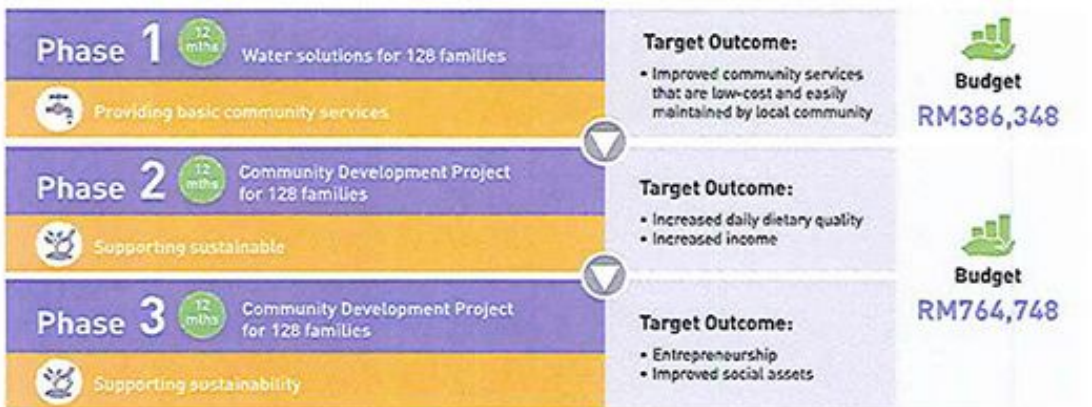 Phase 1
12
mths
Water solutions for 128 families
Providing basic community services
Target Outcome:
• Improved community services
that are low-cost and easily
maintained by local community
Budget
RM386,348
Phase 2
12
mths
Community Development Project
for 128 families
Supporting sustainable
Target Outcome:
• Increased daily dietary quality
• Increased income
Phase 3
12
mths
Community Development Project
for 128 families
Supporting sustainability
Target Outcome:
• Entrepreneurship
• Improved social assets
Budget
RM764,748